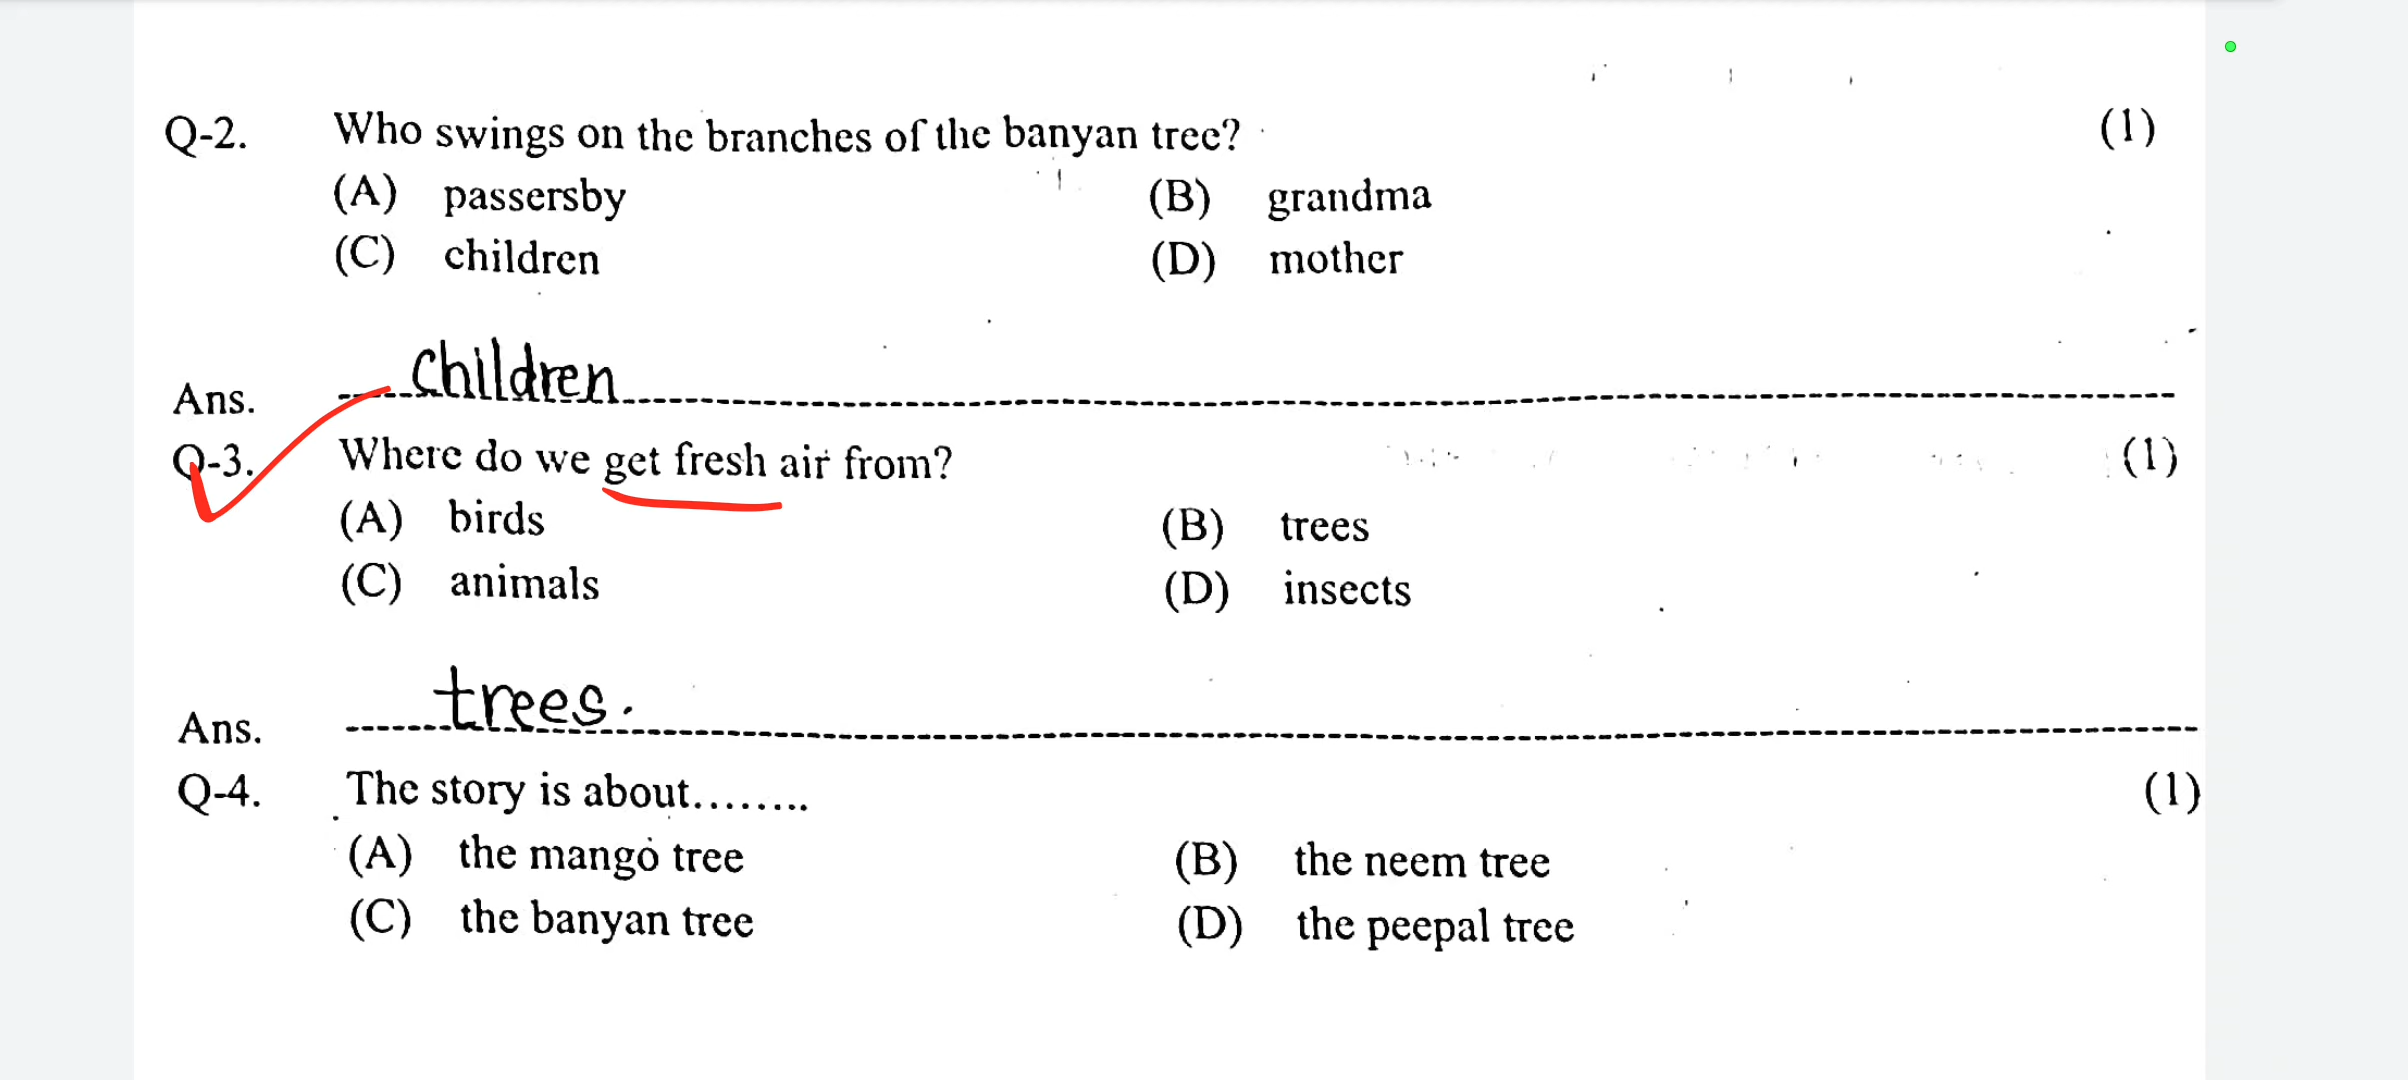 Q-2. Who swings on the branches of the banyan tree? (1)
(A) passersby (B) grandma
(C) children (D) mother
Ans. children
Q-3. Where do we get fresh air from? (1)
(A) birds (B) trees
(C) animals (D) insects
Ans. trees.
Q-4. The story is about........ (1)
(A) the mango tree (B) the neem tree
(C) the banyan tree (D) the peepal tree